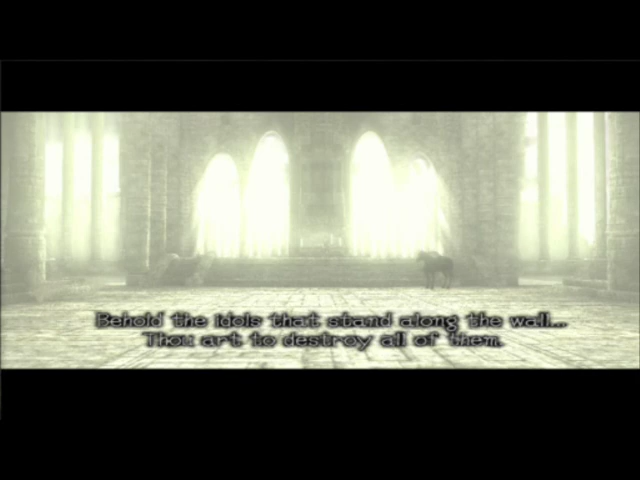 Behold the idols that stand along the wall...
Thou art to destroy all of them.